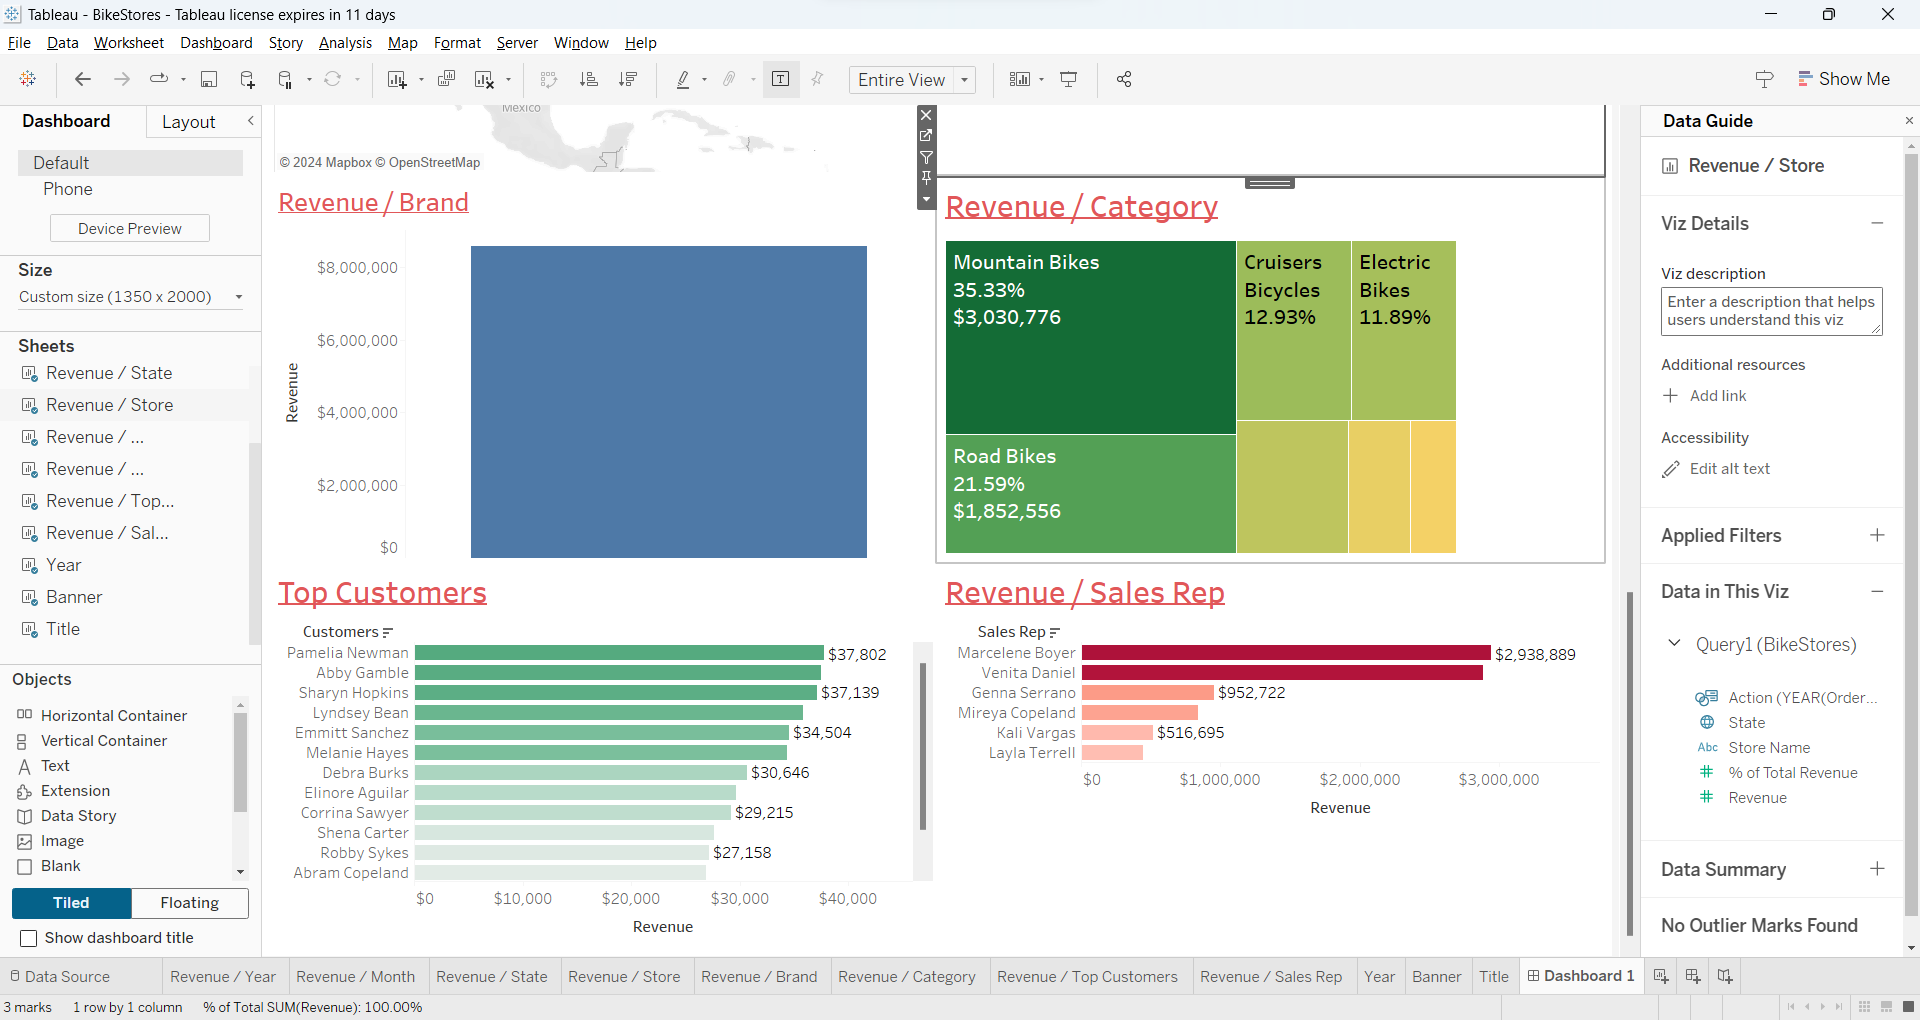 Tableau - BikeStores - Tableau license expires in 11 days
File Data Worksheet Dashboard Story Analysis Map Format Server Window Help
Entire View
Show Me
Dashboard
Layout
Default
Phone
Device Preview
Size
Custom size (1350 x 2000)
Sheets
Revenue / State
Revenue / Store
Revenue / ...
Revenue / ...
Revenue / Top...
Revenue / Sal...
Year
Banner
Title
Objects
Horizontal Container
Vertical Container
Text
Extension
Data Story
Image
Blank
Tiled
Floating
Show dashboard title
Mexico
© 2024 Mapbox © OpenStreetMap
Revenue / Brand
Revenue
$8,000,000
$6,000,000
$4,000,000
$2,000,000
$0
Revenue / Category
Mountain Bikes
35.33%
$3,030,776
Cruisers
Bicycles
12.93%
Electric
Bikes
11.89%
Road Bikes
21.59%
$1,852,556
Top Customers
Customers
Pamelia Newman $37,802
Abby Gamble
Sharyn Hopkins $37,139
Lyndsey Bean
Emmitt Sanchez $34,504
Melanie Hayes
Debra Burks $30,646
Elinore Aguilar
Corrina Sawyer $29,215
Shena Carter
Robby Sykes $27,158
Abram Copeland
$0 $10,000 $20,000 $30,000 $40,000
Revenue
Revenue / Sales Rep
Sales Rep
Marcelene Boyer $2,938,889
Venita Daniel
Genna Serrano $952,722
Mireya Copeland
Kali Vargas $516,695
Layla Terrell
$0 $1,000,000 $2,000,000 $3,000,000
Revenue
Data Guide
Revenue / Store
Viz Details
Viz description
Enter a description that helps
users understand this viz
Additional resources
Add link
Accessibility
Edit alt text
Applied Filters
Data in This Viz
Query1 (BikeStores)
Action (YEAR(Order...
State
Abc Store Name
% of Total Revenue
Revenue
Data Summary
No Outlier Marks Found
Data Source Revenue / Year Revenue / Month Revenue / State Revenue / Store Revenue / Brand Revenue / Category Revenue / Top Customers Revenue / Sales Rep Year Banner Title Dashboard 1
3 marks 1 row by 1 column % of Total SUM(Revenue): 100.00%